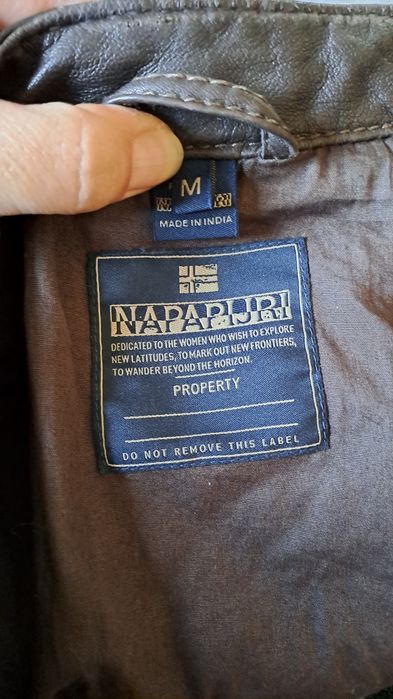 M
MADE IN INDIA
NAPAPIJRI
DEDICATED TO THE WOMEN WHO WISH TO EXPLORE
NEW LATITUDES, TO MARK OUT NEW FRONTIERS,
TO WANDER BEYOND THE HORIZON.
PROPERTY
DO NOT REMOVE THIS LABEL